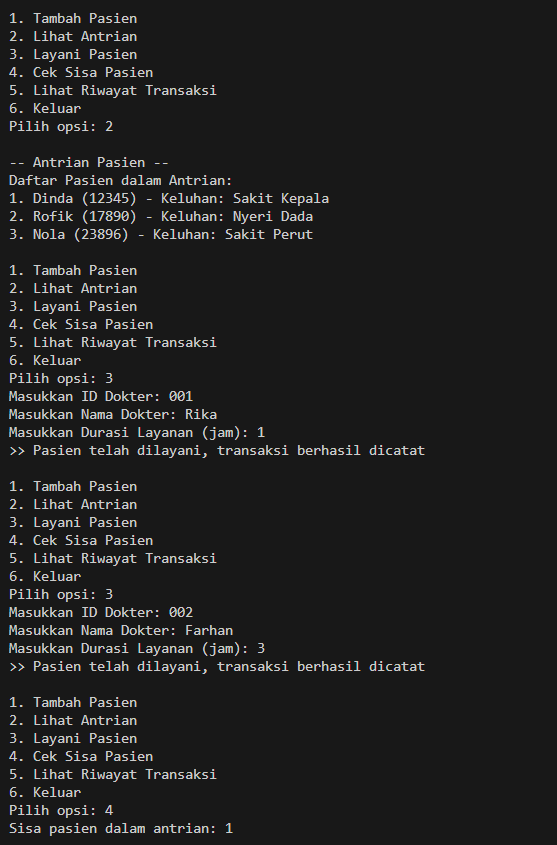 1. Tambah Pasien
2. Lihat Antrian
3. Layani Pasien
4. Cek Sisa Pasien
5. Lihat Riwayat Transaksi
6. Keluar
Pilih opsi: 2

-- Antrian Pasien --
Daftar Pasien dalam Antrian:
1. Dinda (12345) - Keluhan: Sakit Kepala
2. Rofik (17890) - Keluhan: Nyeri Dada
3. Nola (23896) - Keluhan: Sakit Perut

1. Tambah Pasien
2. Lihat Antrian
3. Layani Pasien
4. Cek Sisa Pasien
5. Lihat Riwayat Transaksi
6. Keluar
Pilih opsi: 3
Masukkan ID Dokter: 001
Masukkan Nama Dokter: Rika
Masukkan Durasi Layanan (jam): 1
>> Pasien telah dilayani, transaksi berhasil dicatat

1. Tambah Pasien
2. Lihat Antrian
3. Layani Pasien
4. Cek Sisa Pasien
5. Lihat Riwayat Transaksi
6. Keluar
Pilih opsi: 3
Masukkan ID Dokter: 002
Masukkan Nama Dokter: Farhan
Masukkan Durasi Layanan (jam): 3
>> Pasien telah dilayani, transaksi berhasil dicatat

1. Tambah Pasien
2. Lihat Antrian
3. Layani Pasien
4. Cek Sisa Pasien
5. Lihat Riwayat Transaksi
6. Keluar
Pilih opsi: 4
Sisa pasien dalam antrian: 1